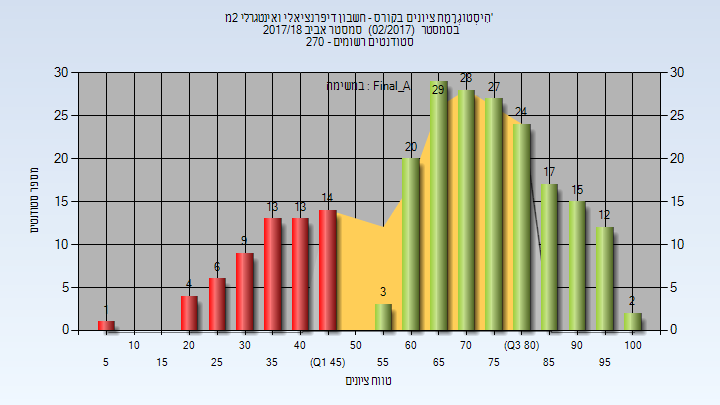 היסטוגרמת ציונים בקורס - חשבון דיפרנציאלי ואינטגרלי 2מ'
בסמסטר (02/2017) סמסטר אביב 2017/18
סטודנטים רשומים - 270
במשימה : Final_A
מספר סטודנטים
30 25 20 15 10 5 0
1 4 6 9 13 13 14 3 20 29 28 27 24 17 15 12 2
30 25 20 15 10 5 0
10 20 30 40 50 60 70 (Q3 80) 90 100
5 15 25 35 (Q1 45) 55 65 75 85 95
טווח ציונים